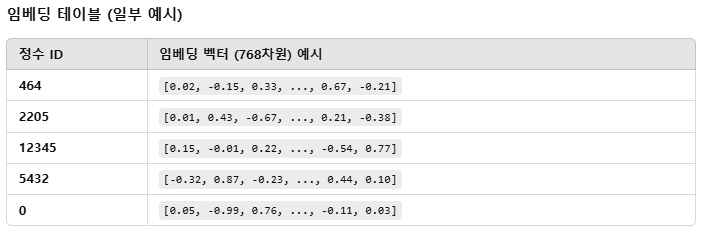 임베딩 테이블 (일부 예시)
정수 ID 임베딩 벡터 (768차원) 예시
464 [0.02, -0.15, 0.33, ..., 0.67, -0.21]
2205 [0.01, 0.43, -0.67, ..., 0.21, -0.38]
12345 [0.15, -0.01, 0.22, ..., -0.54, 0.77]
5432 [-0.32, 0.87, -0.23, ..., 0.44, 0.10]
0 [0.05, -0.99, 0.76, ..., -0.11, 0.03]